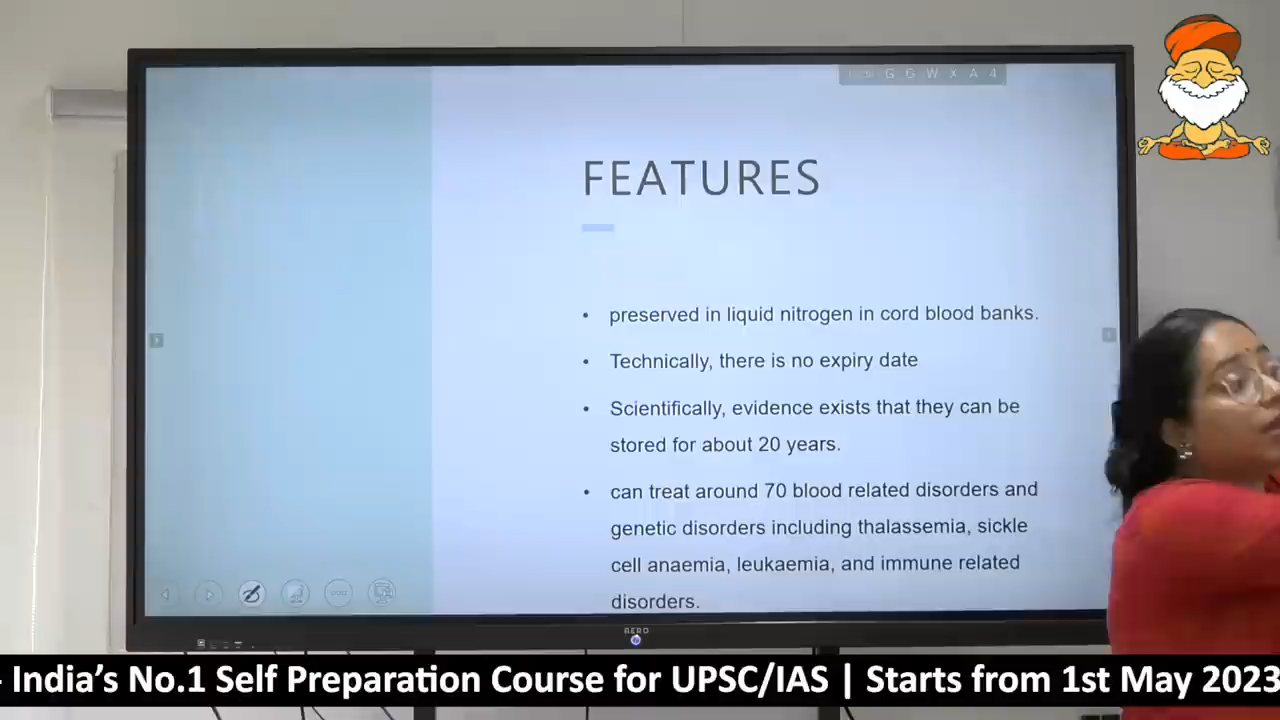 G G W X A 4
FEATURES
• preserved in liquid nitrogen in cord blood banks.
• Technically, there is no expiry date
• Scientifically, evidence exists that they can be
stored for about 20 years.
• can treat around 70 blood related disorders and
genetic disorders including thalassemia, sickle
cell anaemia, leukaemia, and immune related
disorders.
India's No.1 Self Preparation Course for UPSC/IAS | Starts from 1st May 2023